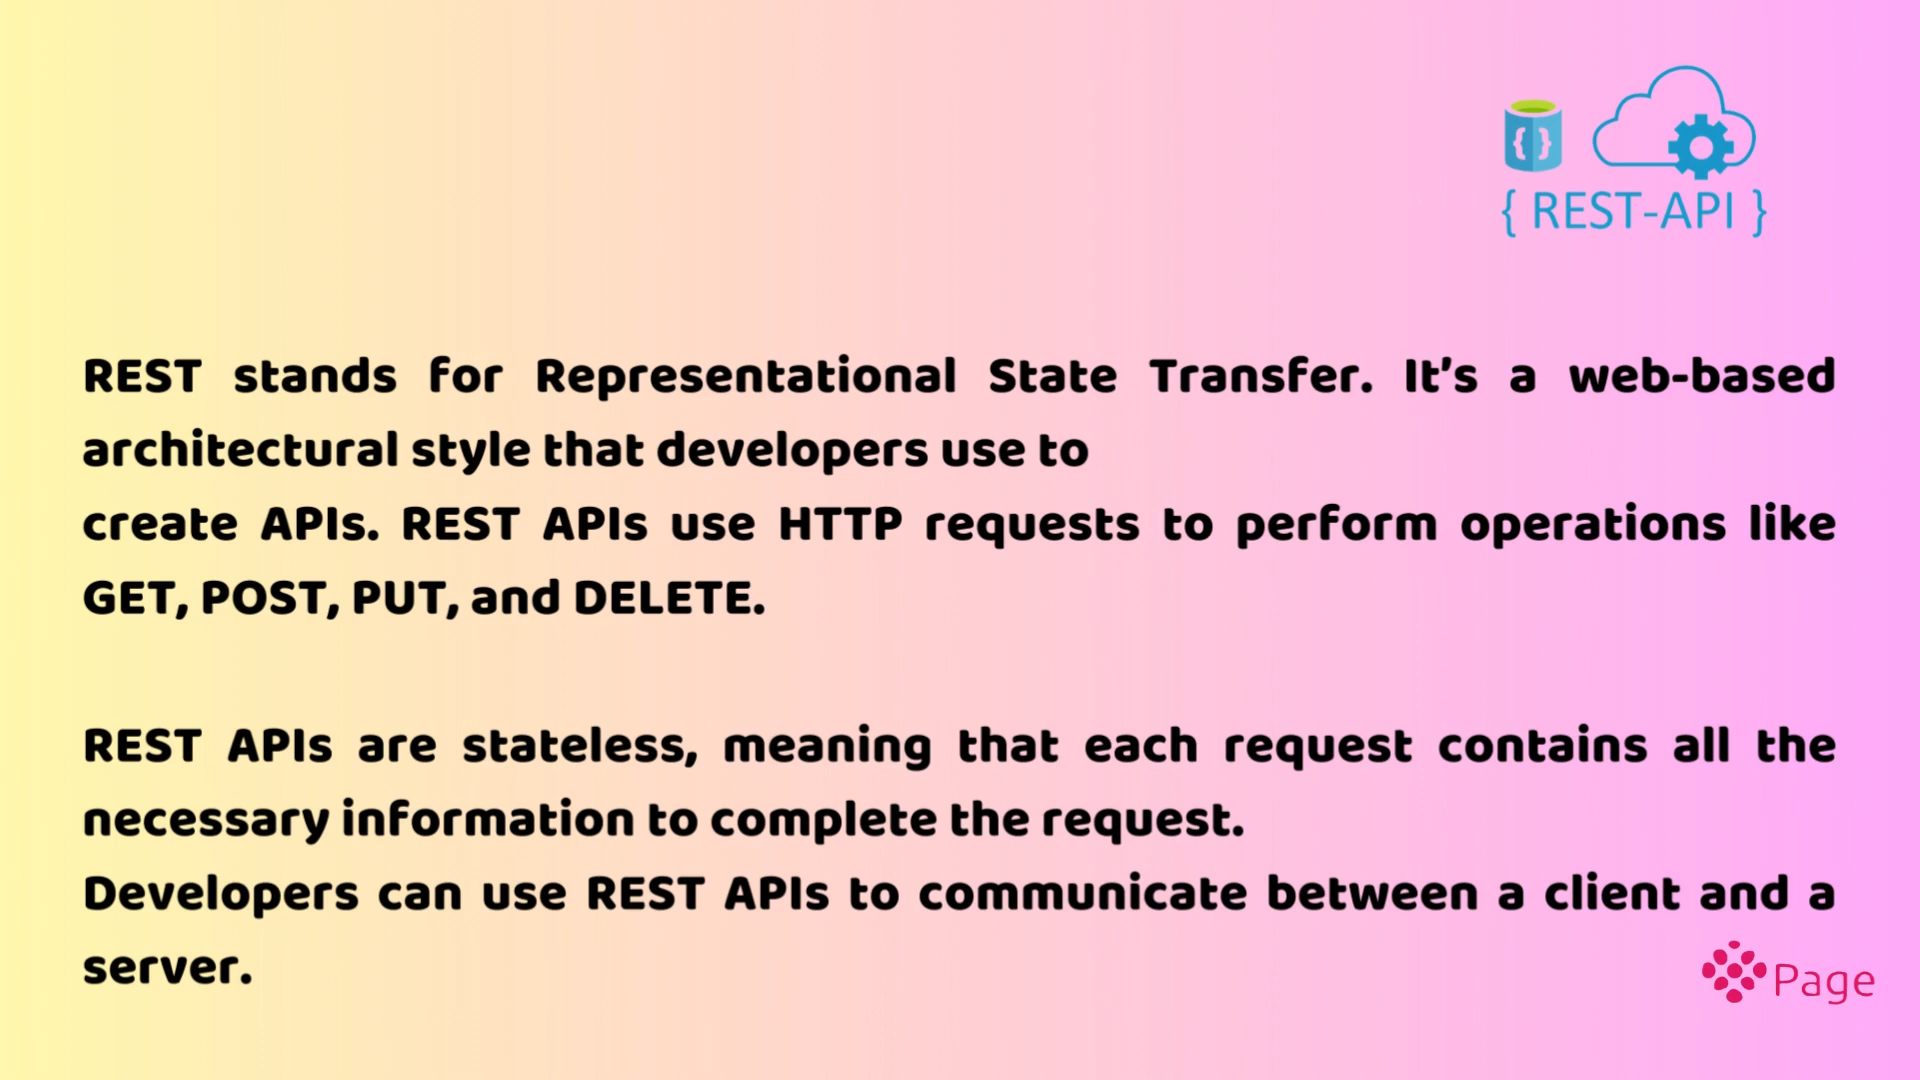 { }
{ REST-API }
REST stands for Representational State Transfer. It's a web-based
architectural style that developers use to
create APIs. REST APIs use HTTP requests to perform operations like
GET, POST, PUT, and DELETE.
REST APIs are stateless, meaning that each request contains all the
necessary information to complete the request.
Developers can use REST APIs to communicate between a client and a
server.
Page